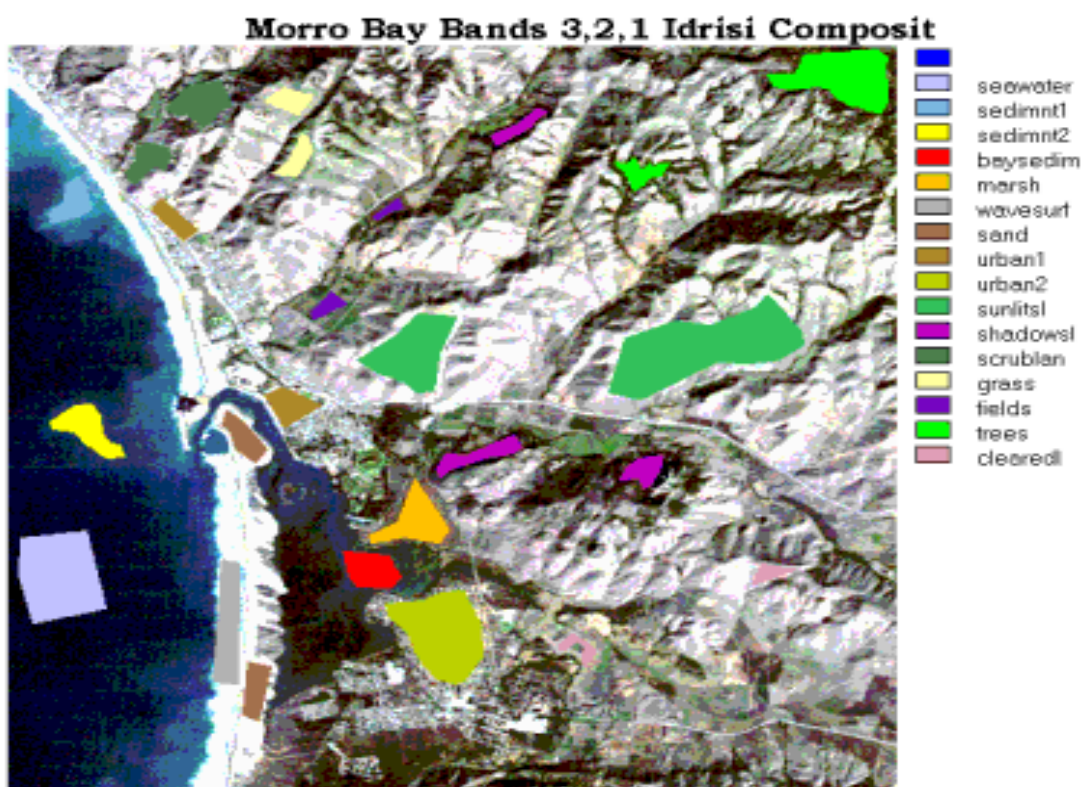 Morro Bay Bands 3,2,1 Idrisi Composit
seawater
sedimnt1
sedimnt2
baysedim
marsh
wavesurf
sand
urban1
urban2
sunlitsl
shadowsl
scrublan
grass
fields
trees
clearedl